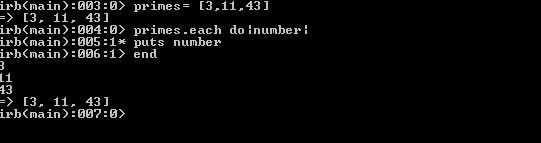 irb(main):003:0> primes= [3,11,43]
=> [3, 11, 43]
irb(main):004:0> primes.each do|number|
irb(main):005:1* puts number
irb(main):006:1> end
3
11
43
=> [3, 11, 43]
irb(main):007:0>